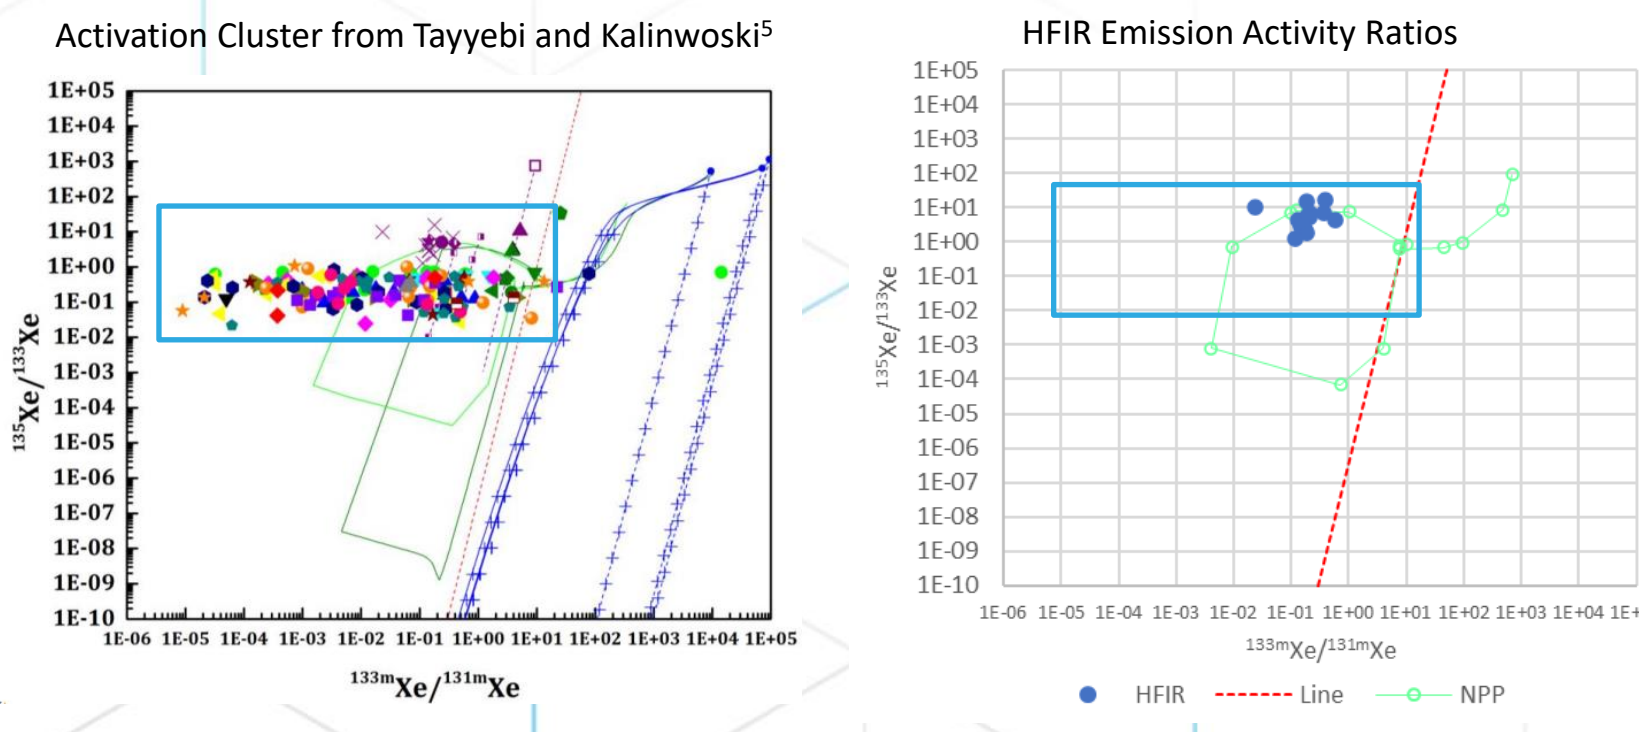 Activation Cluster from Tayyebi and Kalinwoski⁵
1E+05
1E+04
1E+03
1E+02
1E+01
1E+00
1E-01
1E-02
1E-03
1E-04
1E-05
1E-06
1E-07
1E-08
1E-09
1E-10
¹³⁵Xe/¹³³Xe
1E-06 1E-05 1E-04 1E-03 1E-02 1E-01 1E+00 1E+01 1E+02 1E+03 1E+04 1E+05
¹³³ᵐXe/¹³¹ᵐXe
HFIR Emission Activity Ratios
1E+05
1E+04
1E+03
1E+02
1E+01
1E+00
1E-01
1E-02
1E-03
1E-04
1E-05
1E-06
1E-07
1E-08
1E-09
1E-10
¹³⁵Xe/¹³³Xe
1E-06 1E-05 1E-04 1E-03 1E-02 1E-01 1E+00 1E+01 1E+02 1E+03 1E+04 1E+
¹³³ᵐXe/¹³¹ᵐXe
HFIR Line NPP